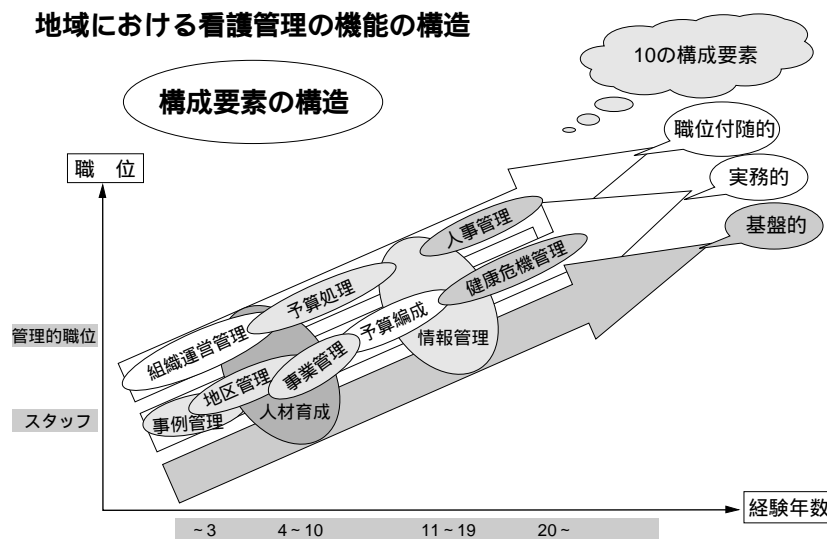 地域における看護管理の機能の構造
10の構成要素
構成要素の構造
職位付随的
職　位
実務的
人事管理
基盤的
健康危機管理
予算処理
予算編成
管理的職位
組織運営管理
情報管理
事業管理
地区管理
人材育成
スタッフ
事例管理
経験年数
~3　4~10　11~19　20~